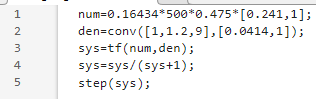 1 num=0.16434*500*0.475*[0.241,1];
2 den=conv([1,1.2,9],[0.0414,1]);
3 sys=tf(num,den);
4 sys=sys/(sys+1);
5 step(sys);